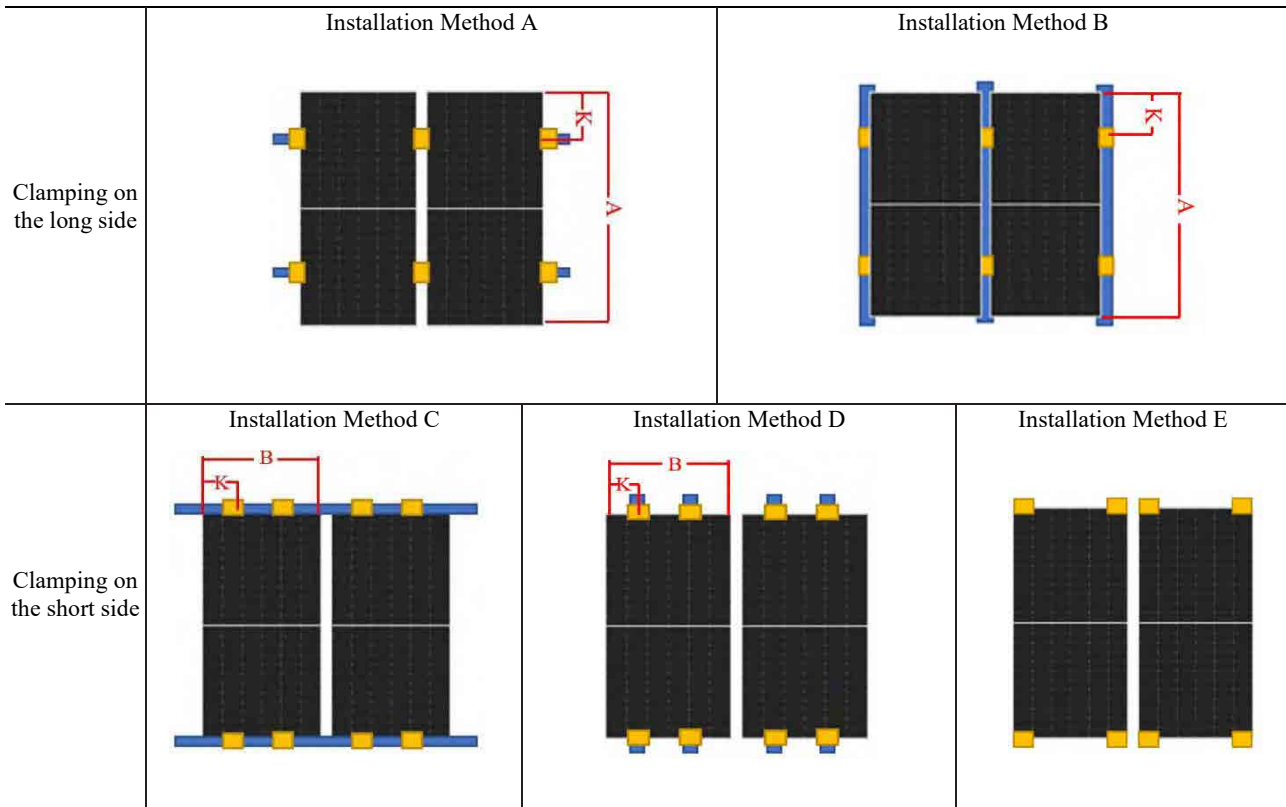 Installation Method A
Installation Method B
Clamping on
the long side
K
A
K
A
Installation Method C
Installation Method D
Installation Method E
Clamping on
the short side
B
K
B
K